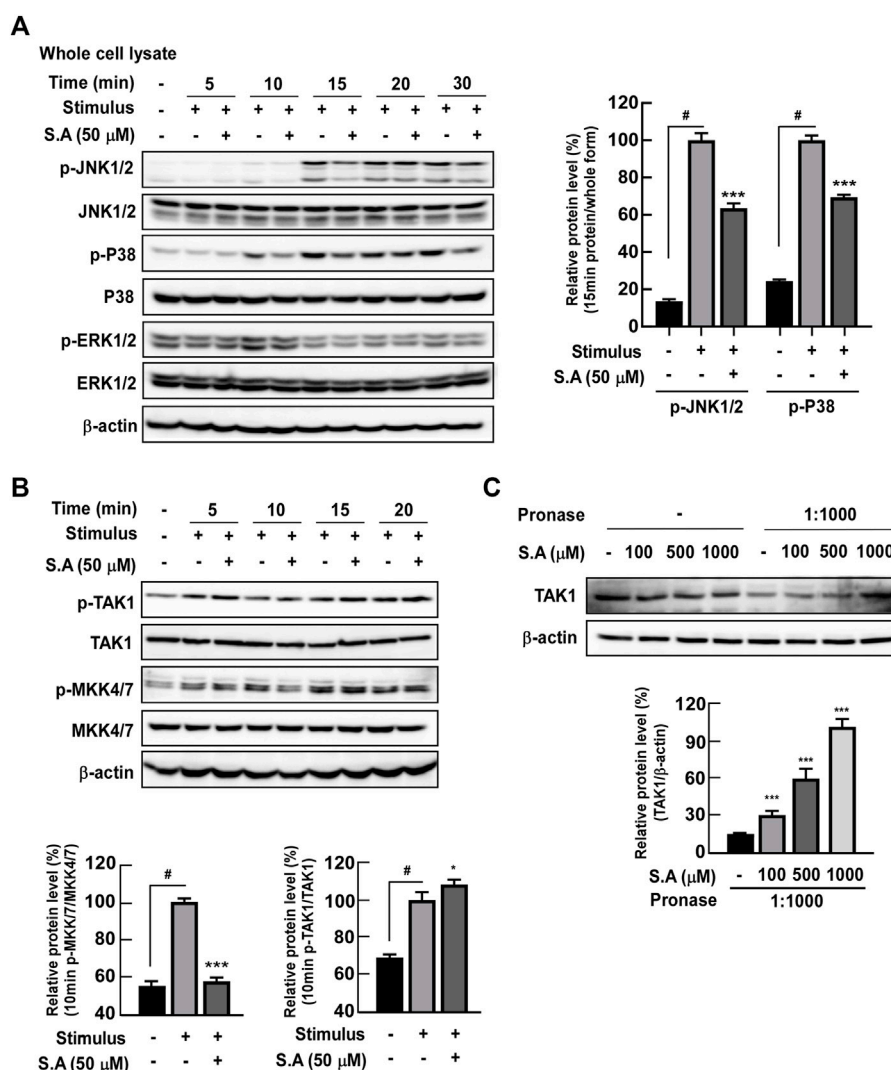 A
Whole cell lysate
Time (min) - 5 10 15 20 30
Stimulus - + + + + + + + + + +
S.A (50 μM) - - + - + - + - + - +
p-JNK1/2
JNK1/2
p-P38
P38
p-ERK1/2
ERK1/2
β-actin
Relative protein level (%)
(15min protein/whole form)
120
100
80
60
40
20
0
# *** # ***
Stimulus - + + - + +
S.A (50 μM) - - + - - +
p-JNK1/2 p-P38
B
Time (min) - 5 10 15 20
Stimulus - + + + + + + + +
S.A (50 μM) - - + - + - + - +
p-TAK1
TAK1
p-MKK4/7
MKK4/7
β-actin
Relative protein level (%)
(10min p-MKK/7/MKK4/7)
120
100
80
60
40
# ***
Stimulus - + +
S.A (50 μM) - - +
Relative protein level (%)
(10min p-TAK1/TAK1)
120
100
80
60
40
# *
Stimulus - + +
S.A (50 μM) - - +
C
Pronase - 1:1000
S.A (μM) - 100 500 1000 - 100 500 1000
TAK1
β-actin
Relative protein level (%)
(TAK1/β-actin)
120
90
60
30
0
*** *** ***
S.A (μM) - 100 500 1000
Pronase 1:1000